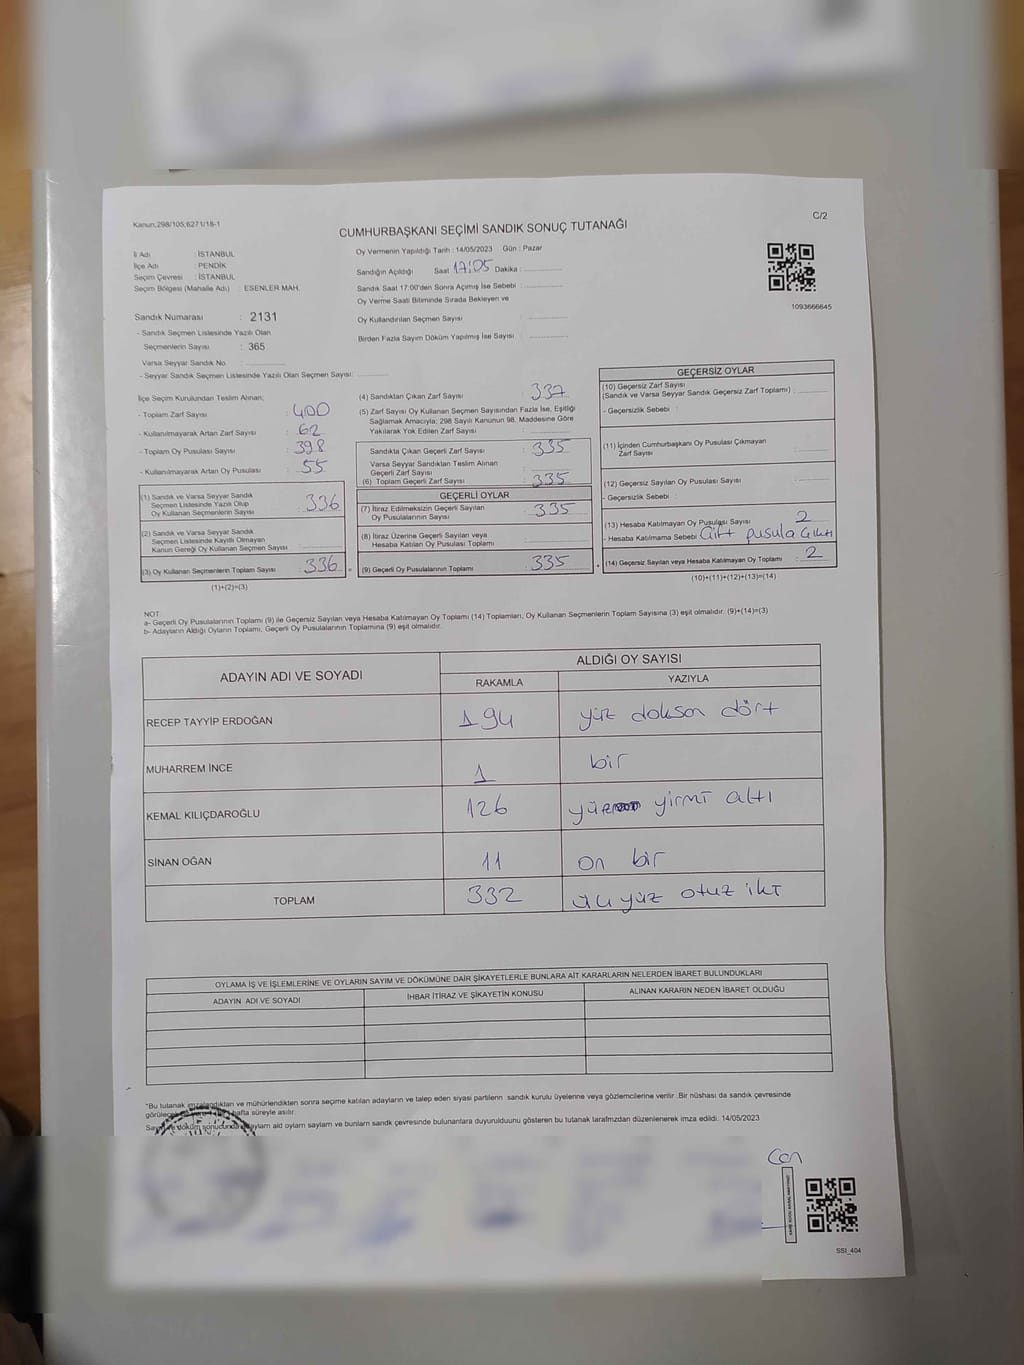 Kanun;298/105;6271/18-1
C/2
CUMHURBAŞKANI SEÇİMİ SANDIK SONUÇ TUTANAĞI
İl Adı : İSTANBUL
İlçe Adı : PENDİK
Seçim Çevresi : İSTANBUL
Seçim Bölgesi (Mahalle Adı) : ESENLER MAH.
Sandık Numarası : 2131
- Sandık Seçmen Listesinde Yazılı Olan
Seçmenlerin Sayısı : 365
Varsa Seyyar Sandık No :
- Seyyar Sandık Seçmen Listesinde Yazılı Olan Seçmen Sayısı:
Oy Vermenin Yapıldığı Tarih : 14/05/2023 Gün : Pazar
Sandığın Açıldığı Saat 17:05 Dakika :
Sandık Saat 17:00'den Sonra Açımış İse Sebebi :
Oy Verme Saati Bitiminde Sırada Bekleyen ve
Oy Kullandırılan Seçmen Sayısı :
Birden Fazla Sayım Döküm Yapılmış İse Sayısı :
1093666645
İlçe Seçim Kurulundan Teslim Alınan;
- Toplam Zarf Sayısı : 400
- Kullanılmayarak Artan Zarf Sayısı : 62
- Toplam Oy Pusulası Sayısı : 398
- Kullanılmayarak Artan Oy Pusulası : 55
(1) Sandık ve Varsa Seyyar Sandık
Seçmen Listesinde Yazılı Olup
Oy Kullanan Seçmenlerin Sayısı : 336
(2) Sandık ve Varsa Seyyar Sandık
Seçmen Listesinde Kayıtlı Olmayan
Kanun Gereği Oy Kullanan Seçmen Sayısı :
(3) Oy Kullanan Seçmenlerin Toplam Sayısı : 336
(1)+(2)=(3)
(4) Sandıktan Çıkan Zarf Sayısı : 337
(5) Zarf Sayısı Oy Kullanan Seçmen Sayısından Fazla İse, Eşitliği
Sağlamak Amacıyla; 298 Sayılı Kanunun 98. Maddesine Göre
Yakılarak Yok Edilen Zarf Sayısı :
Sandıkta Çıkan Geçerli Zarf Sayısı : 335
Varsa Seyyar Sandıktan Teslim Alınan
Geçerli Zarf Sayısı :
(6) Toplam Geçerli Zarf Sayısı : 335
GEÇERLİ OYLAR
(7) İtiraz Edilmeksizin Geçerli Sayılan
Oy Pusulalarının Sayısı : 335
(8) İtiraz Üzerine Geçerli Sayılan veya
Hesaba Katılan Oy Pusulası Toplamı :
(9) Geçerli Oy Pusulalarının Toplamı : 335
GEÇERSİZ OYLAR
(10) Geçersiz Zarf Sayısı
(Sandık ve Varsa Seyyar Sandık Geçersiz Zarf Toplamı) :
- Geçersizlik Sebebi :
(11) İçinden Cumhurbaşkanı Oy Pusulası Çıkmayan
Zarf Sayısı :
(12) Geçersiz Sayılan Oy Pusulası Sayısı :
- Geçersizlik Sebebi :
(13) Hesaba Katılmayan Oy Pusulası Sayısı : 2
- Hesaba Katılmama Sebebi : Çift pusula çıktı
(14) Geçersiz Sayılan veya Hesaba Katılmayan Oy Toplamı : 2
(10)+(11)+(12)+(13)=(14)
NOT:
a- Geçerli Oy Pusulalarının Toplamı (9) ile Geçersiz Sayılan veya Hesaba Katılmayan Oy Toplamı (14) Toplamları, Oy Kullanan Seçmenlerin Toplam Sayısına (3) eşit olmalıdır. (9)+(14)=(3)
b- Adayların Aldığı Oyların Toplamı, Geçerli Oy Pusulalarının Toplamına (9) eşit olmalıdır.
ADAYIN ADI VE SOYADI
ALDIĞI OY SAYISI
RAKAMLA YAZIYLA
RECEP TAYYİP ERDOĞAN 194 yüz doksan dört
MUHARREM İNCE 1 bir
KEMAL KILIÇDAROĞLU 126 yüz yirmi altı
SİNAN OĞAN 11 on bir
TOPLAM 332 üç yüz otuz iki
OYLAMA İŞ VE İŞLEMLERİNE VE OYLARIN SAYIM VE DÖKÜMÜNE DAİR ŞİKAYETLERLE BUNLARA AİT KARARLARIN NELERDEN İBARET BULUNDUKLARI
ADAYIN ADI VE SOYADI İHBAR İTİRAZ VE ŞİKAYETİN KONUSU ALINAN KARARIN NEDEN İBARET OLDUĞU
"Bu tutanak imzalandıktan ve mühürlendikten sonra seçime katılan adayların ve talep eden siyasi partilerin sandık kurulu üyelerine veya gözlemcilerine verilir. Bir nüshası da sandık çevresinde
hafta süreyle asılır.
ald oylam saylam ve bunlarn sandk çevresinde bulunanlara duyurulduunu gösteren bu tutanak larafmzdan düzenlenerek imza edildi. 14/05/2023
SSI_404